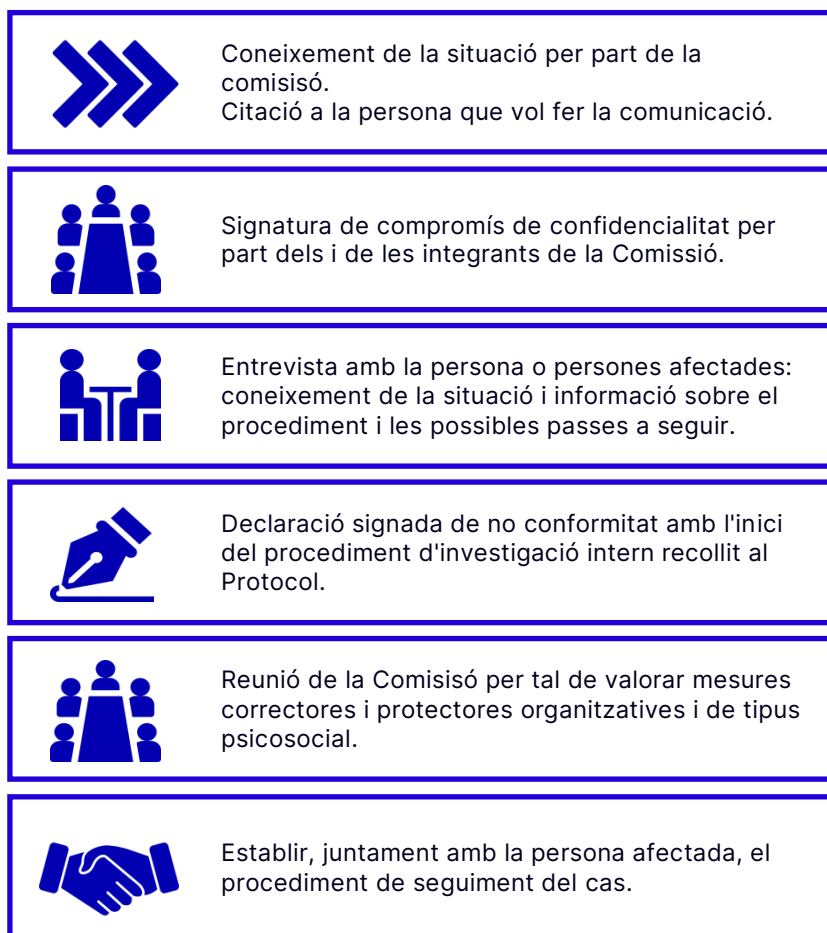 Coneixement de la situació per part de la
comisisó.
Citació a la persona que vol fer la comunicació.
Signatura de compromís de confidencialitat per
part dels i de les integrants de la Comissió.
Entrevista amb la persona o persones afectades:
coneixement de la situació i informació sobre el
procediment i les possibles passes a seguir.
Declaració signada de no conformitat amb l'inici
del procediment d'investigació intern recollit al
Protocol.
Reunió de la Comisisó per tal de valorar mesures
correctores i protectores organitzatives i de tipus
psicosocial.
Establir, juntament amb la persona afectada, el
procediment de seguiment del cas.